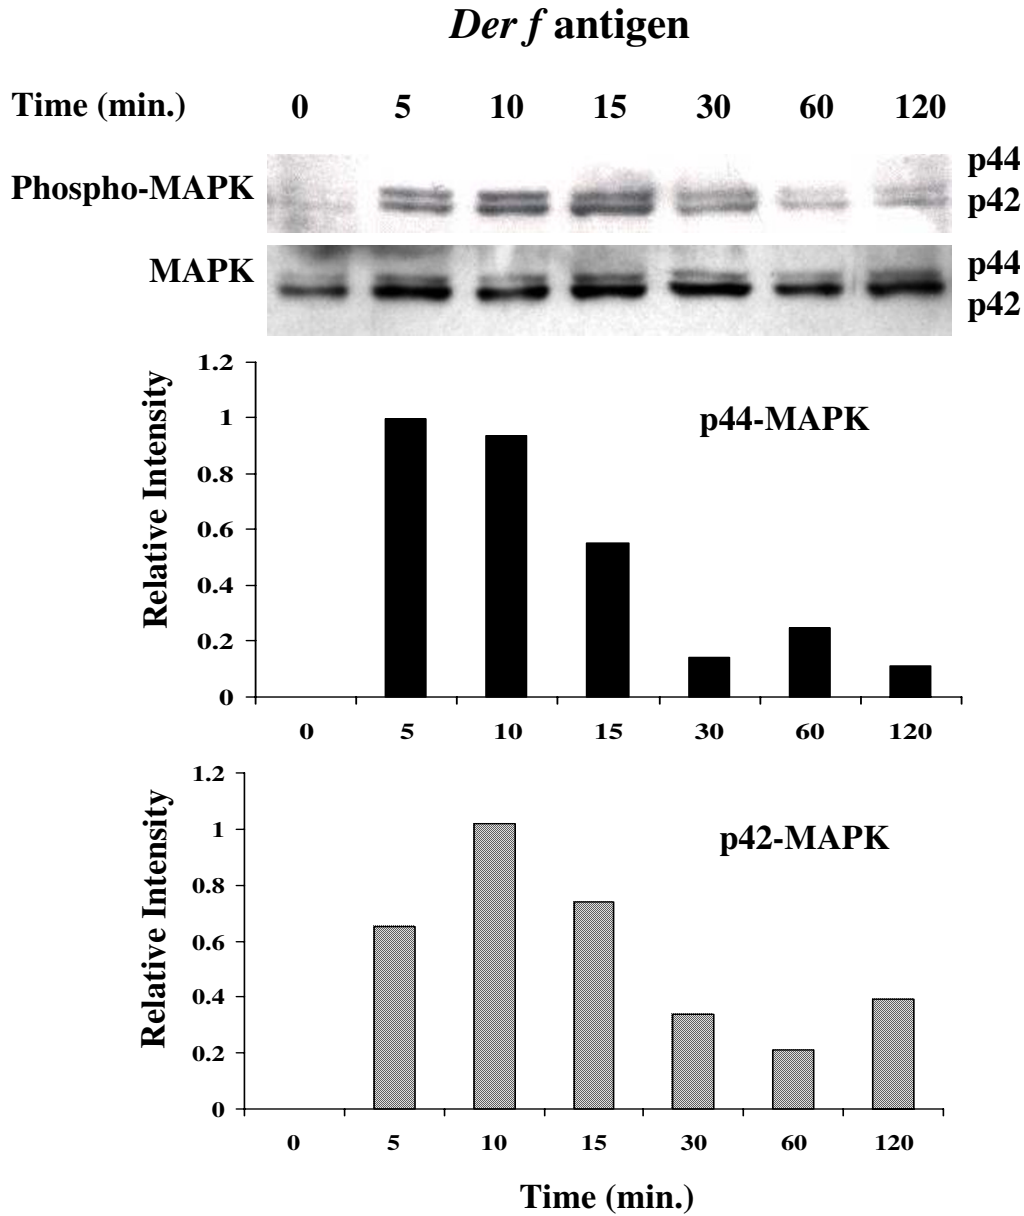 Der f antigen
Time (min.) 0 5 10 15 30 60 120
Phospho-MAPK p44
p42
MAPK p44
p42
1.2
1
0.8
0.6
0.4
0.2
0
Relative Intensity
p44-MAPK
0 5 10 15 30 60 120
1.2
1
0.8
0.6
0.4
0.2
0
Relative Intensity
p42-MAPK
0 5 10 15 30 60 120
Time (min.)